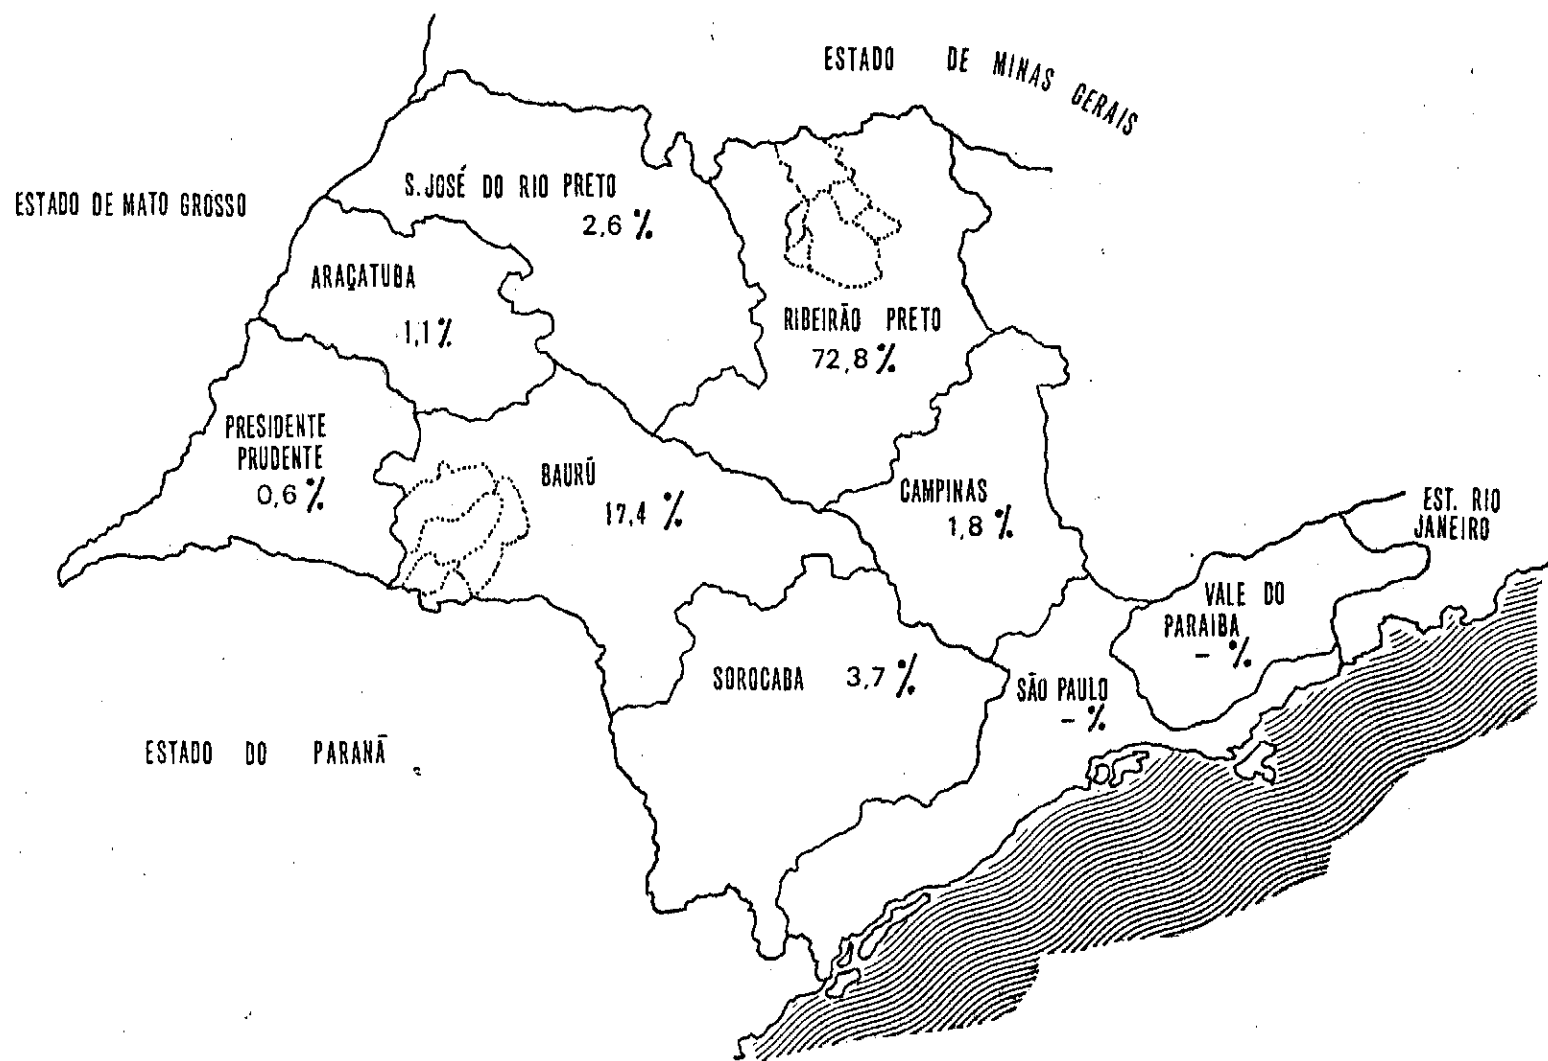 ESTADO DE MINAS GERAIS
ESTADO DE MATO GROSSO
S. JOSÉ DO RIO PRETO
2,6 %
ARAÇATUBA
1,1 %
RIBEIRÃO PRETO
72,8 %
PRESIDENTE
PRUDENTE
0,6 %
BAURŪ
17,4 %
CAMPINAS
1,8 %
EST. RIO
JANEIRO
VALE DO
PARAIBA
- %
SOROCABA 3,7 %
SÃO PAULO
- %
ESTADO DO PARANĀ